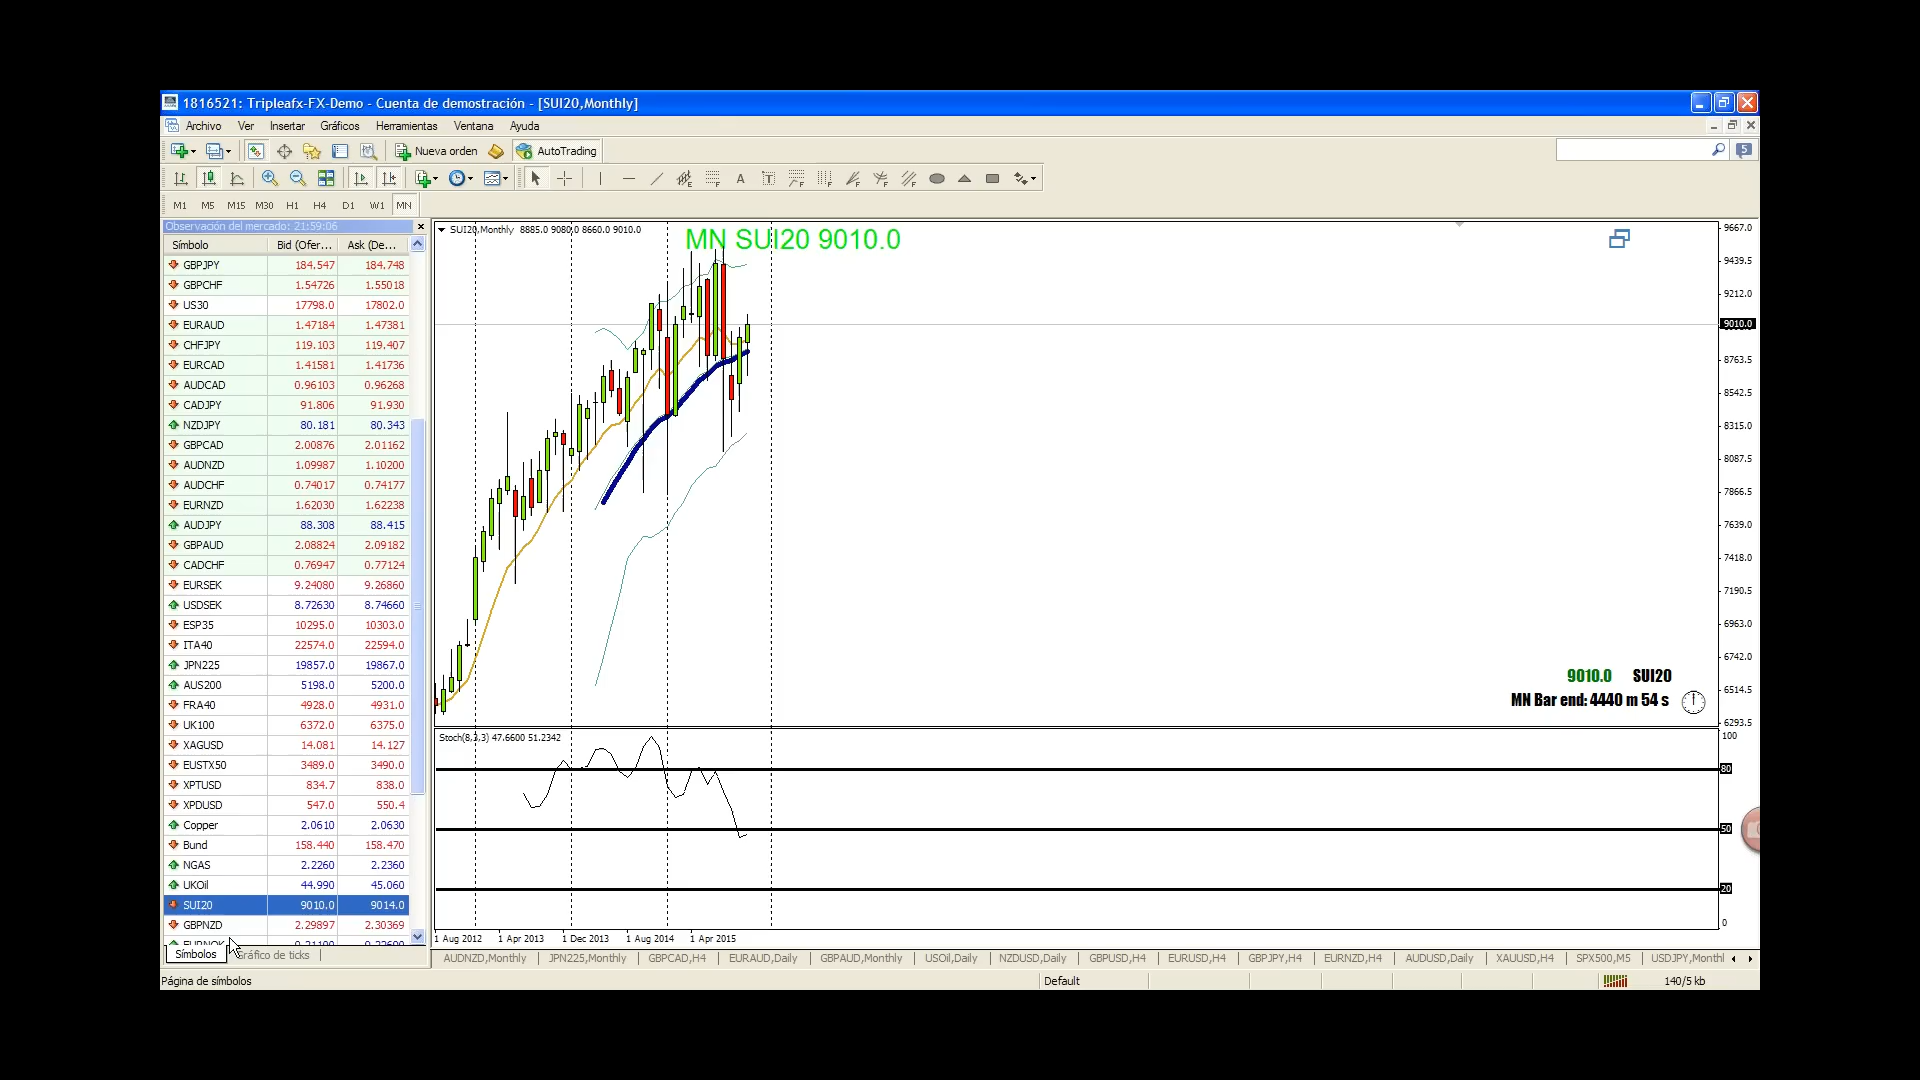 1816521: Tripleafx-FX-Demo - Cuenta de demostración - [SUI20,Monthly]
Archivo Ver Insertar Gráficos Herramientas Ventana Ayuda
Nueva orden AutoTrading 5
M1 M5 M15 M30 H1 H4 D1 W1 MN
Observación del mercado: 21:59:06
Símbolo Bid (Ofer... Ask (De...
GBPJPY 184.547 184.748
GBPCHF 1.54726 1.55018
US30 17798.0 17802.0
EURAUD 1.47184 1.47381
CHFJPY 119.103 119.407
EURCAD 1.41581 1.41736
AUDCAD 0.96103 0.96268
CADJPY 91.806 91.930
NZDJPY 80.181 80.343
GBPCAD 2.00876 2.01162
AUDNZD 1.09987 1.10200
AUDCHF 0.74017 0.74177
EURNZD 1.62030 1.62238
AUDJPY 88.308 88.415
GBPAUD 2.08824 2.09182
CADCHF 0.76947 0.77124
EURSEK 9.24080 9.26860
USDSEK 8.72630 8.74660
ESP35 10295.0 10303.0
ITA40 22574.0 22594.0
JPN225 19857.0 19867.0
AUS200 5198.0 5200.0
FRA40 4928.0 4931.0
UK100 6372.0 6375.0
XAGUSD 14.081 14.127
EUSTX50 3489.0 3490.0
XPTUSD 834.7 838.0
XPDUSD 547.0 550.4
Copper 2.0610 2.0630
Bund 158.440 158.470
NGAS 2.2260 2.2360
UKOil 44.990 45.060
SUI20 9010.0 9014.0
GBPNZD 2.29897 2.30369
Símbolos Gráfico de ticks
SUI20,Monthly 8885.0 9080.0 8660.0 9010.0
MN SUI20 9010.0
9667.0
9439.5
9212.0
9010.0
8763.5
8542.5
8315.0
8087.5
7866.5
7639.0
7418.0
7190.5
6963.0
6742.0
6514.5
6293.5
9010.0 SUI20
MN Bar end: 4440 m 54 s
Stoch(8,3,3) 47.6600 51.2342
100
80
50
20
0
1 Aug 2012 1 Apr 2013 1 Dec 2013 1 Aug 2014 1 Apr 2015
AUDNZD,Monthly JPN225,Monthly GBPCAD,H4 EURAUD,Daily GBPAUD,Monthly USOil,Daily NZDUSD,Daily GBPUSD,H4 EURUSD,H4 GBPJPY,H4 EURNZD,H4 AUDUSD,Daily XAUUSD,H4 SPX500,M5 USDJPY,Monthl
Página de símbolos Default 140/5 kb